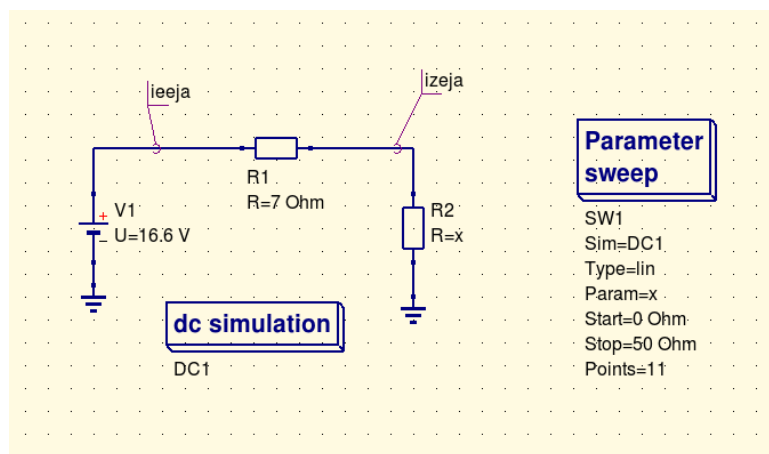 ieeja
izeja
R1
R=7 Ohm
V1
U=16.6 V
R2
R=x
dc simulation
DC1
Parameter
sweep
SW1
Sim=DC1
Type=lin
Param=x
Start=0 Ohm
Stop=50 Ohm
Points=11